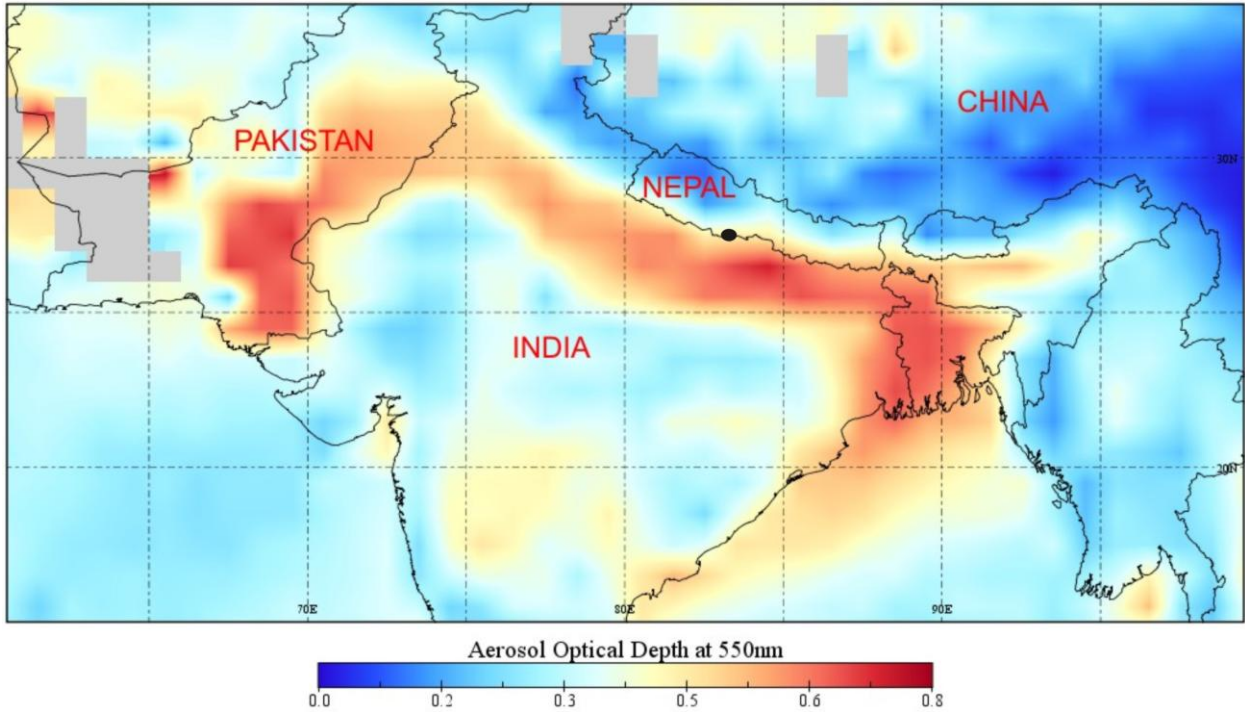 CHINA
PAKISTAN
30N
NEPAL
INDIA
20N
70E 80E 90E
Aerosol Optical Depth at 550nm
0.0 0.2 0.3 0.5 0.6 0.8